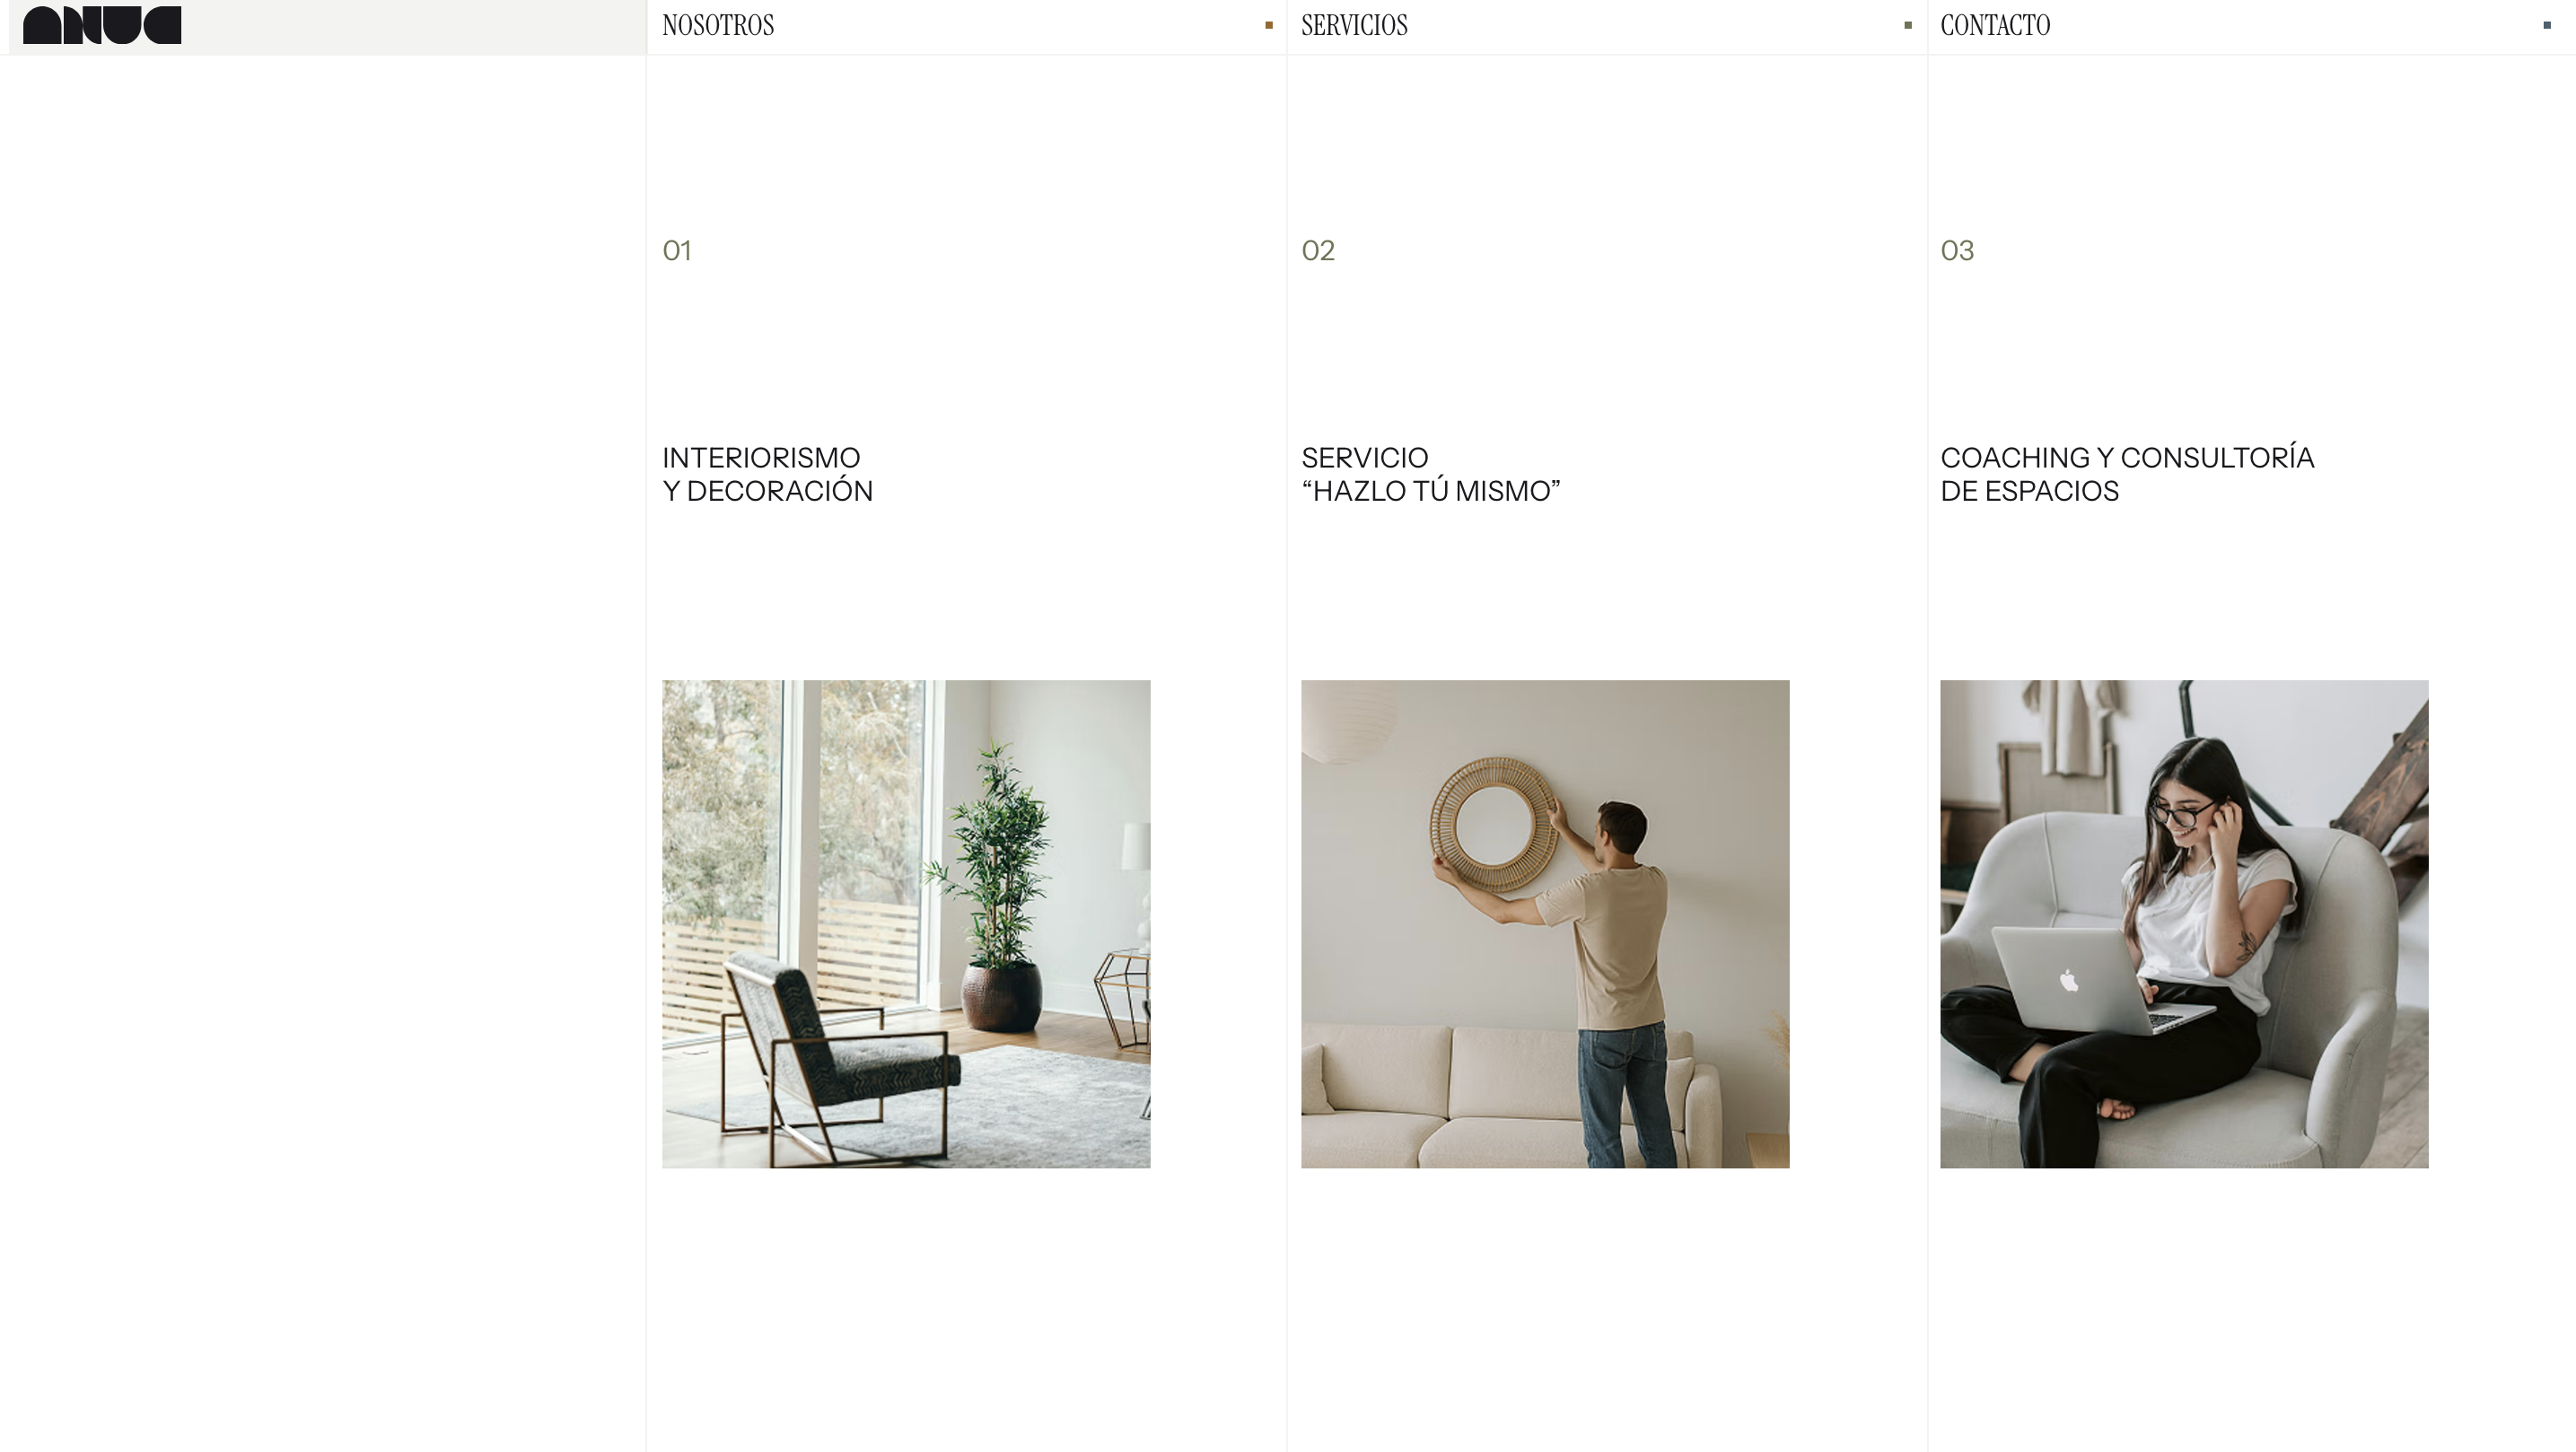 ANUC
NOSOTROS
SERVICIOS
CONTACTO
01
02
03
INTERIORISMO
Y DECORACIÓN
SERVICIO
“HAZLO TÚ MISMO”
COACHING Y CONSULTORÍA
DE ESPACIOS